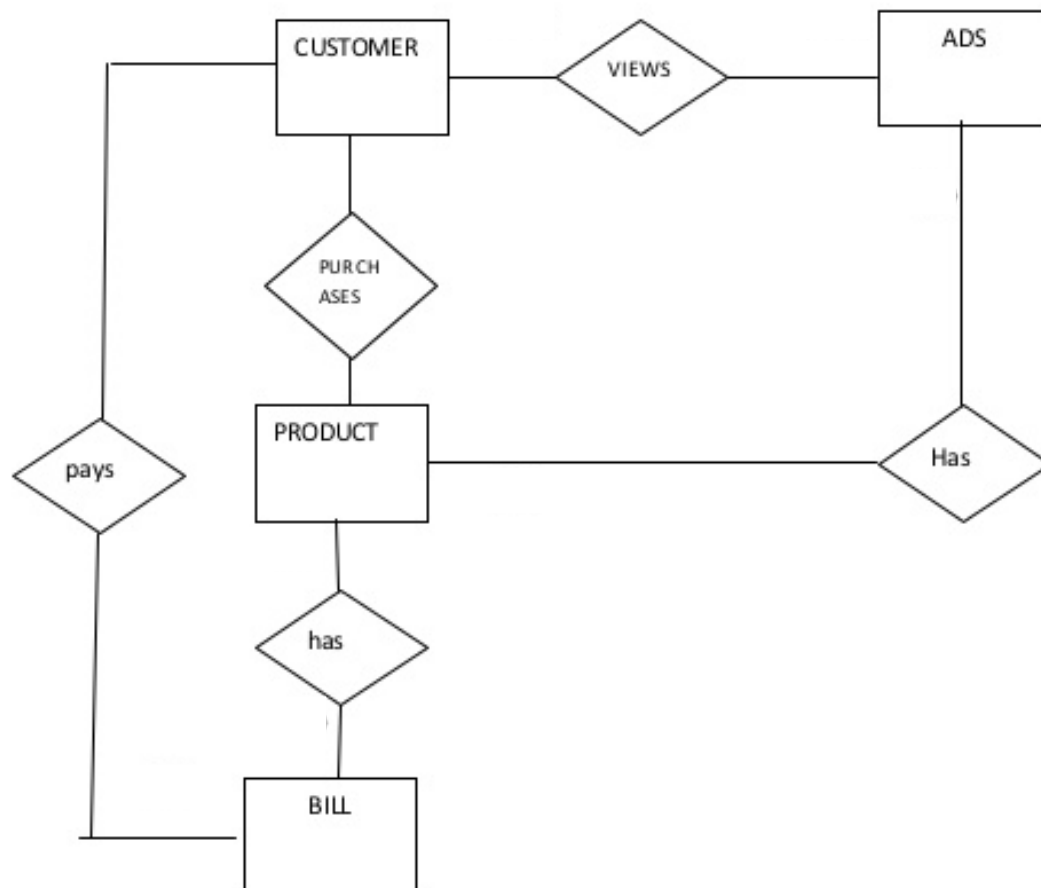 CUSTOMER
VIEWS
ADS
PURCH
ASES
PRODUCT
Has
pays
has
BILL